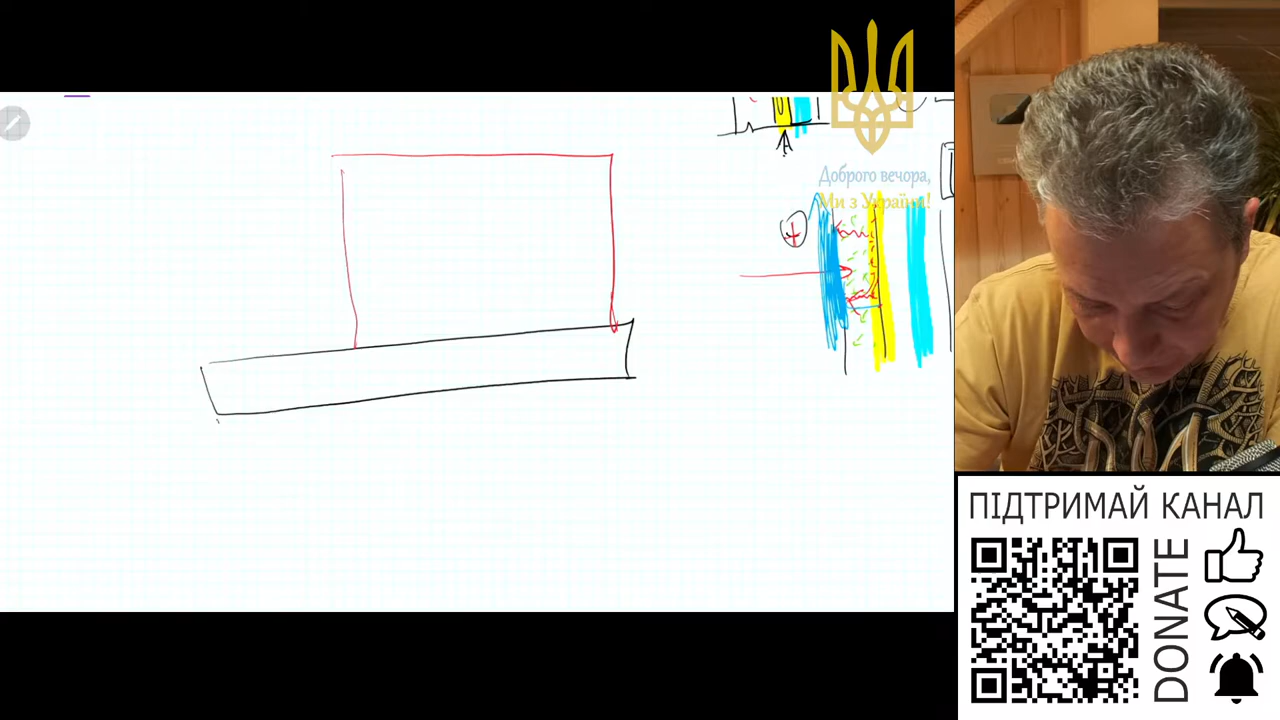 A
Доброго вечора,
Ми з України!
+
ПІДТРИМАЙ КАНАЛ
DONATE